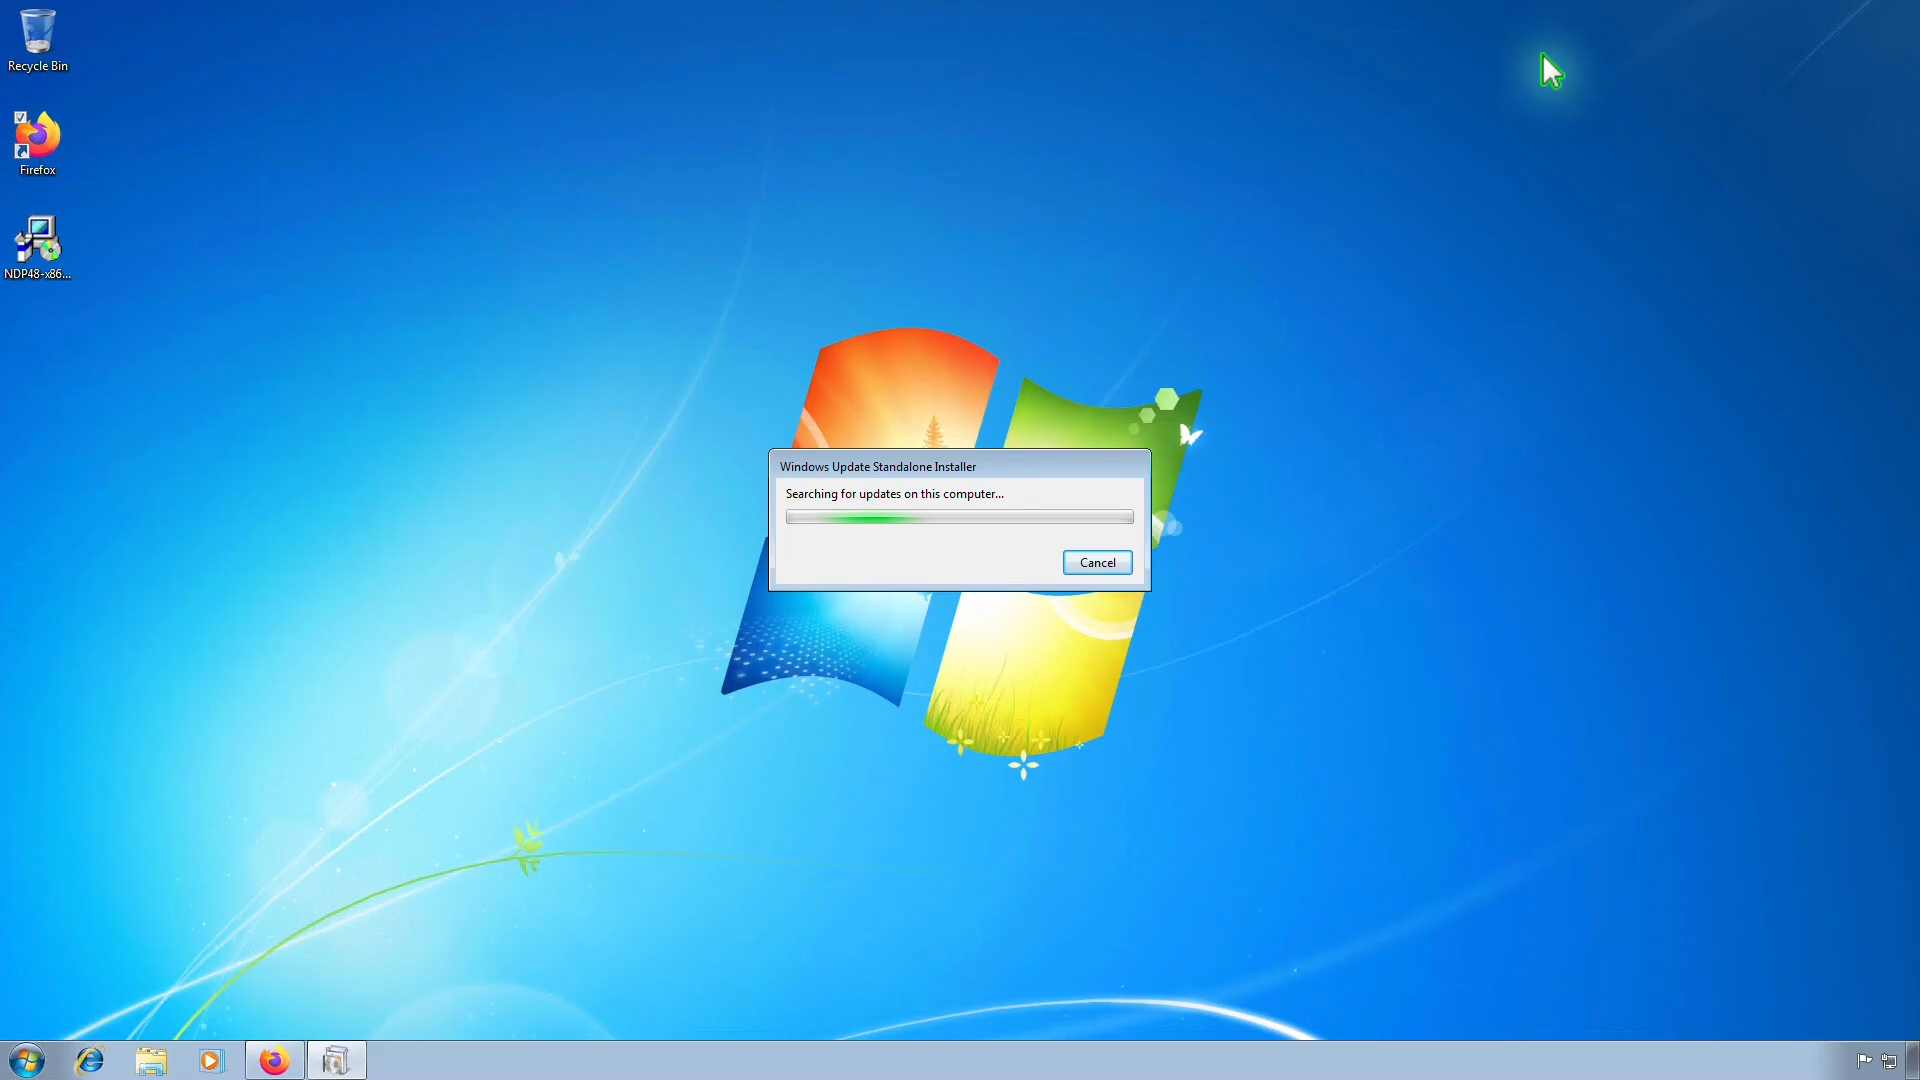 Recycle Bin
Firefox
NDP48-x86...
Windows Update Standalone Installer
Searching for updates on this computer...
Cancel